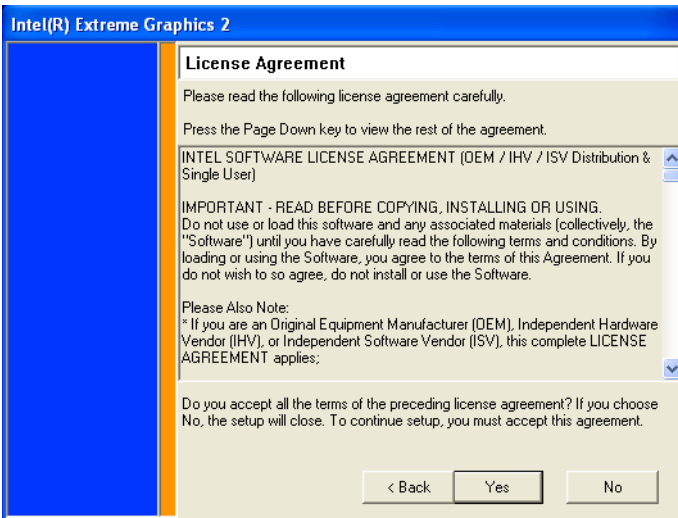 Intel(R) Extreme Graphics 2
License Agreement
Please read the following license agreement carefully.
Press the Page Down key to view the rest of the agreement.
INTEL SOFTWARE LICENSE AGREEMENT (OEM / IHV / ISV Distribution &
Single User)
IMPORTANT - READ BEFORE COPYING, INSTALLING OR USING.
Do not use or load this software and any associated materials (collectively, the
"Software") until you have carefully read the following terms and conditions. By
loading or using the Software, you agree to the terms of this Agreement. If you
do not wish to so agree, do not install or use the Software.
Please Also Note:
* If you are an Original Equipment Manufacturer (OEM), Independent Hardware
Vendor (IHV), or Independent Software Vendor (ISV), this complete LICENSE
AGREEMENT applies;
Do you accept all the terms of the preceding license agreement? If you choose
No, the setup will close. To continue setup, you must accept this agreement.
< Back Yes No